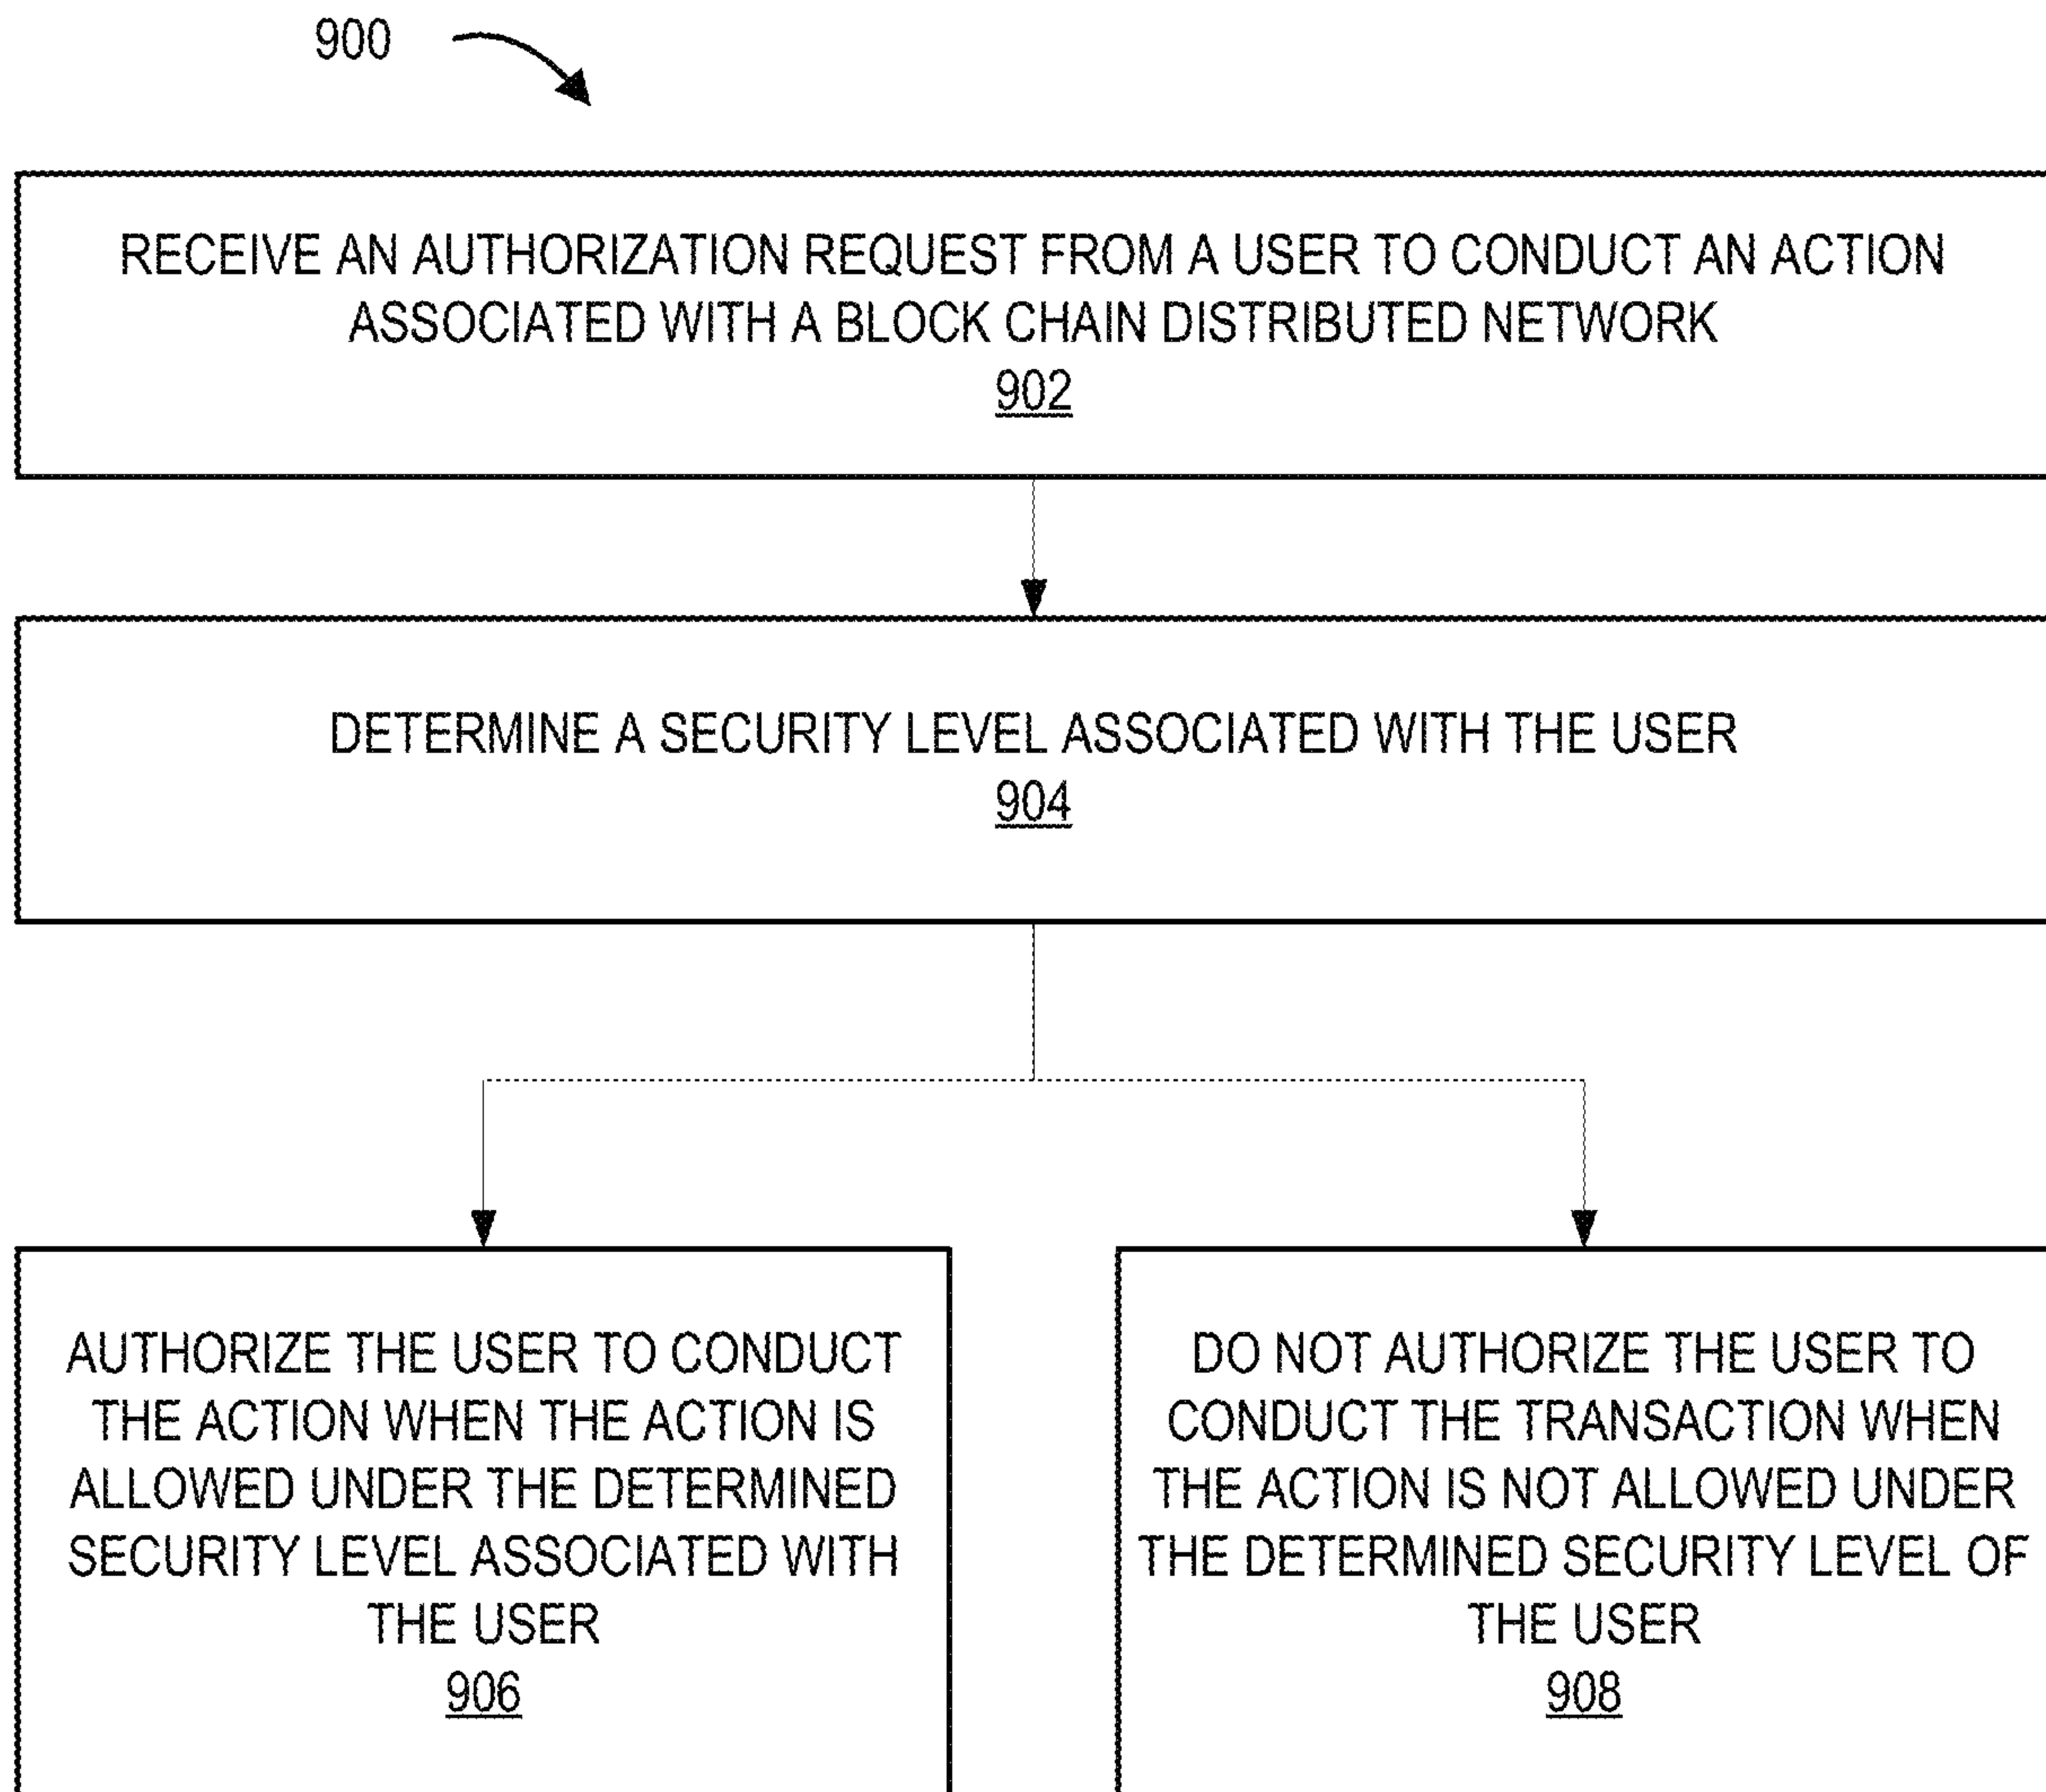 900
RECEIVE AN AUTHORIZATION REQUEST FROM A USER TO CONDUCT AN ACTION
ASSOCIATED WITH A BLOCK CHAIN DISTRIBUTED NETWORK
902
DETERMINE A SECURITY LEVEL ASSOCIATED WITH THE USER
904
AUTHORIZE THE USER TO CONDUCT
THE ACTION WHEN THE ACTION IS
ALLOWED UNDER THE DETERMINED
SECURITY LEVEL ASSOCIATED WITH
THE USER
906
DO NOT AUTHORIZE THE USER TO
CONDUCT THE TRANSACTION WHEN
THE ACTION IS NOT ALLOWED UNDER
THE DETERMINED SECURITY LEVEL OF
THE USER
908